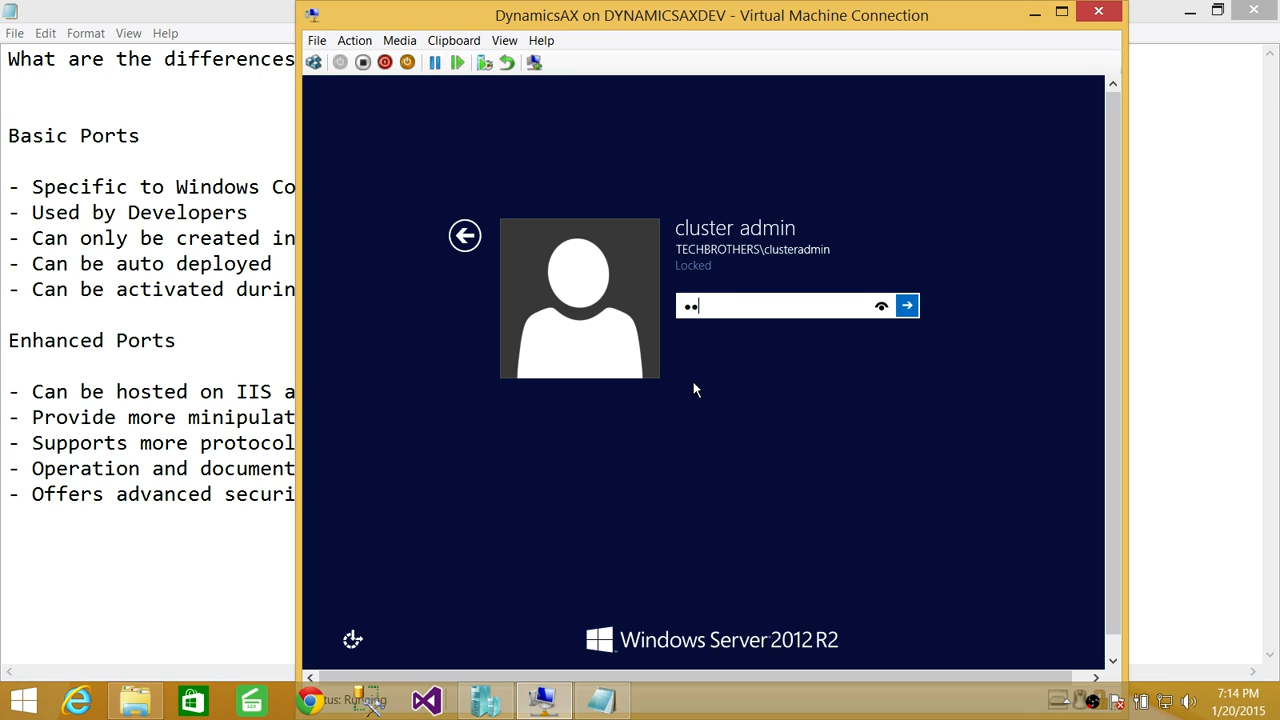 DynamicsAX on DYNAMICSAXDEV - Virtual Machine Connection
File Edit Format View Help
File Action Media Clipboard View Help
What are the differences
Basic Ports
- Specific to Windows Co
- Used by Developers
- Can only be created in
- Can be auto deployed
- Can be activated durin
Enhanced Ports
- Can be hosted on IIS a
- Provide more minipulat
- Supports more protocol
- Operation and document
- Offers advanced securi
cluster admin
TECHBROTHERS\clusteradmin
Locked
Windows Server 2012 R2
tus: Running
7:14 PM
1/20/2015